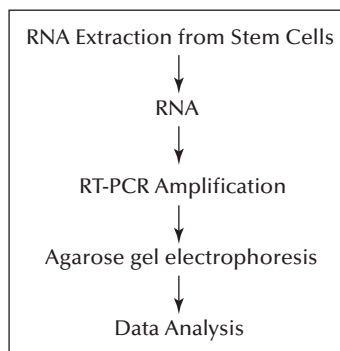 RNA Extraction from Stem Cells
RNA
RT-PCR Amplification
Agarose gel electrophoresis
Data Analysis